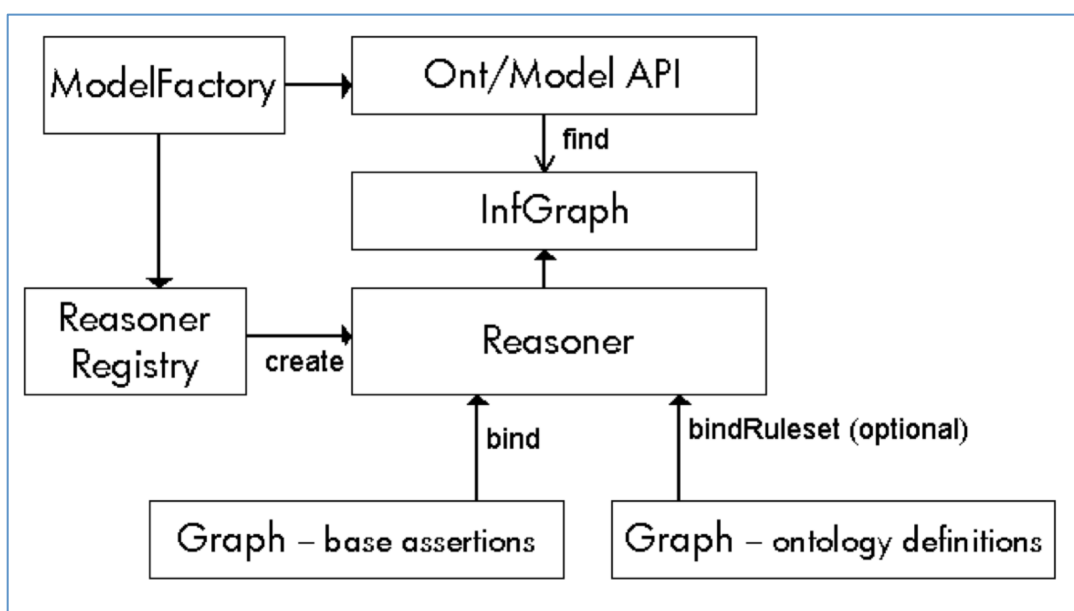 ModelFactory
Ont/Model API
find
InfGraph
Reasoner
Registry
create
Reasoner
bind
bindRuleset (optional)
Graph – base assertions
Graph – ontology definitions